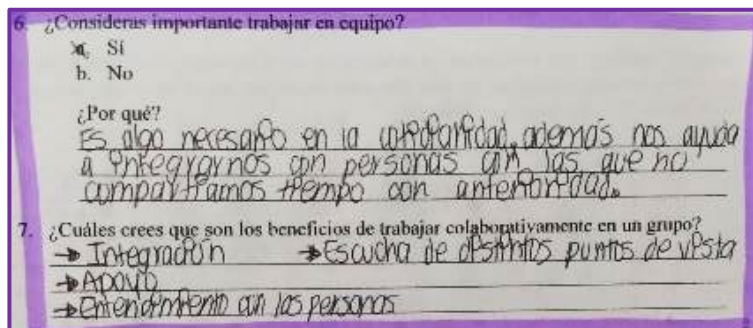 6. ¿Consideras importante trabajar en equipo?
a. Sí
b. No
¿Por qué?
Es algo necesario en la cotidianidad, además nos ayuda
a integrarnos con personas con las que no
compartíamos tiempo con anterioridad.
7. ¿Cuáles crees que son los beneficios de trabajar colaborativamente en un grupo?
→ Integración → Escucha de distintos puntos de vista
→ Apoyo
→ Entendimiento con las personas